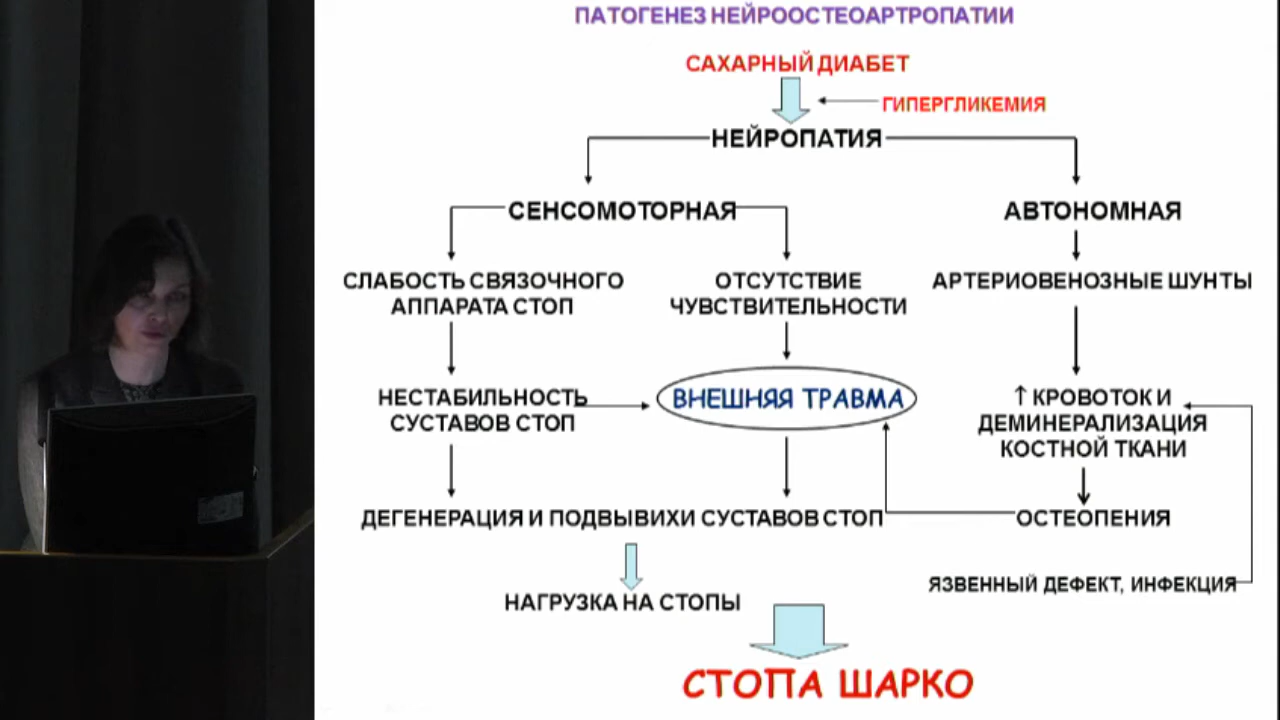 ПАТОГЕНЕЗ НЕЙРООСТЕОАРТРОПАТИИ
САХАРНЫЙ ДИАБЕТ
ГИПЕРГЛИКЕМИЯ
НЕЙРОПАТИЯ
СЕНСОМОТОРНАЯ
АВТОНОМНАЯ
СЛАБОСТЬ СВЯЗОЧНОГО
АППАРАТА СТОП
ОТСУТСТВИЕ
ЧУВСТВИТЕЛЬНОСТИ
АРТЕРИОВЕНОЗНЫЕ ШУНТЫ
НЕСТАБИЛЬНОСТЬ
СУСТАВОВ СТОП
ВНЕШНЯЯ ТРАВМА
↑ КРОВОТОК И
ДЕМИНЕРАЛИЗАЦИЯ
КОСТНОЙ ТКАНИ
ДЕГЕНЕРАЦИЯ И ПОДВЫВИХИ СУСТАВОВ СТОП
ОСТЕОПЕНИЯ
ЯЗВЕННЫЙ ДЕФЕКТ, ИНФЕКЦИЯ
НАГРУЗКА НА СТОПЫ
СТОПА ШАРКО